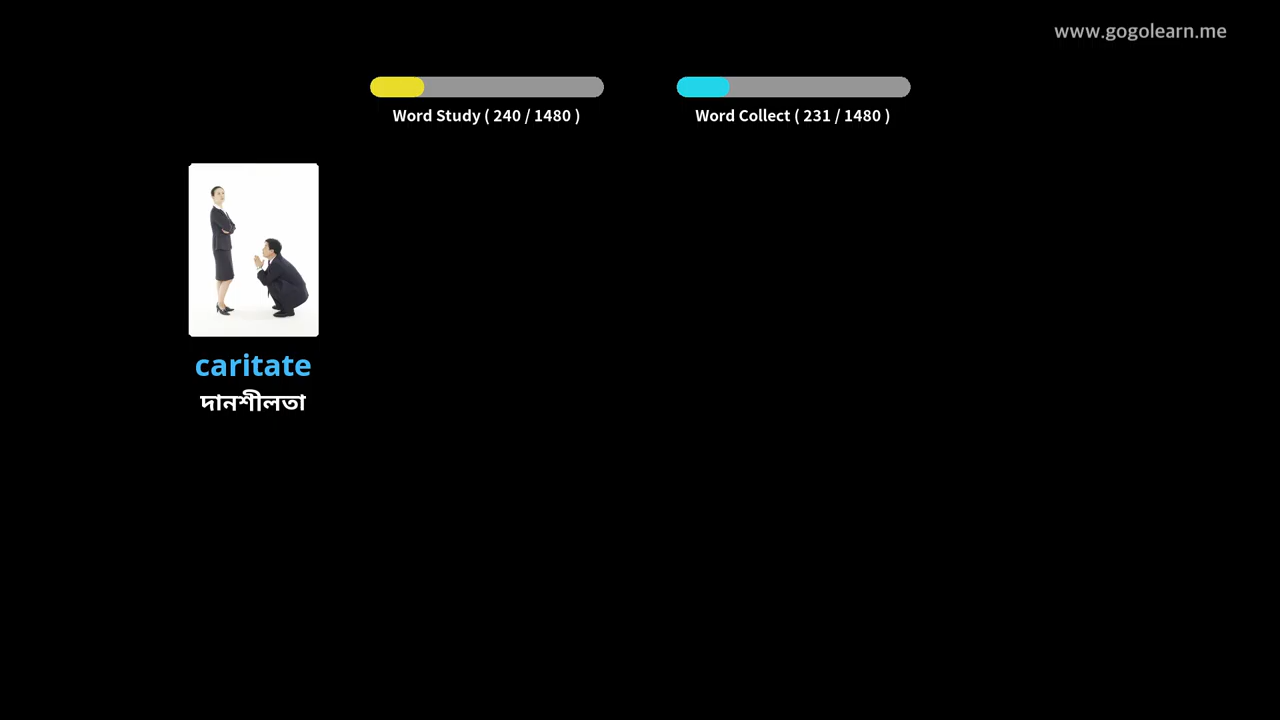 www.gogolearn.me
Word Study ( 240 / 1480 )
Word Collect ( 231 / 1480 )
caritate
দানশীলতা